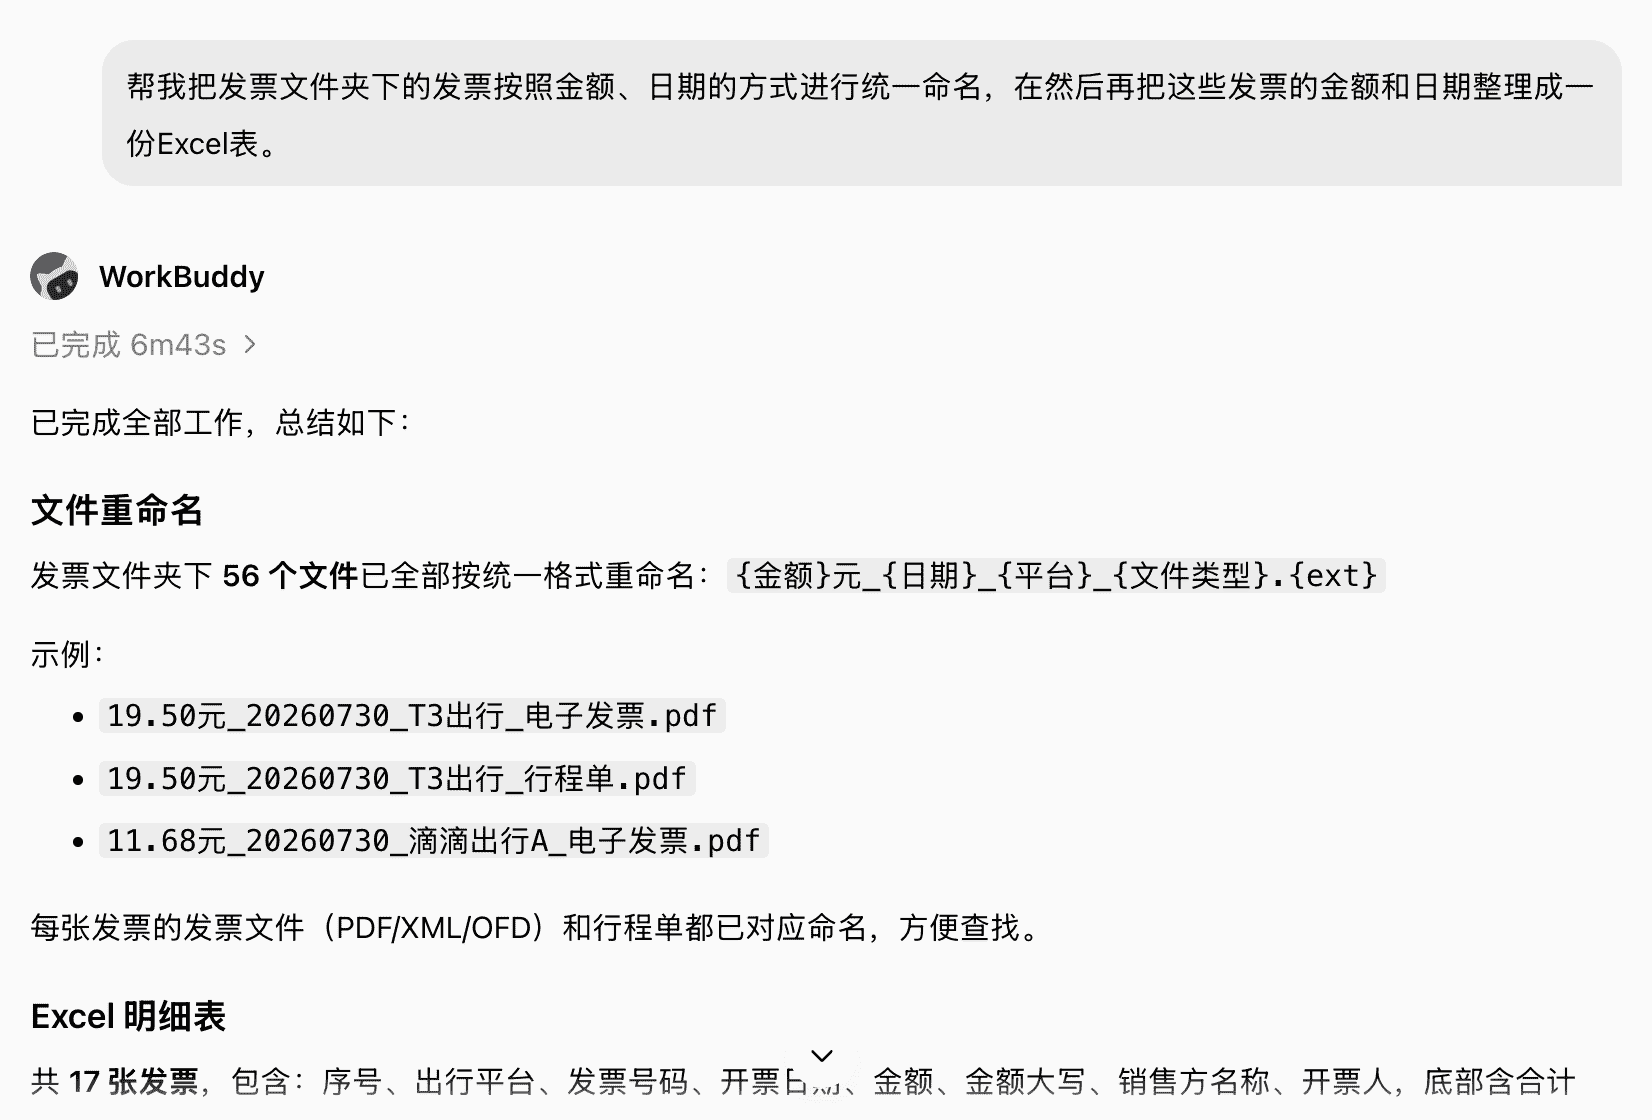 帮我把发票文件夹下的发票按照金额、日期的方式进行统一命名，在然后再把这些发票的金额和日期整理成一
份Excel表。
WorkBuddy
已完成 6m43s
已完成全部工作，总结如下：
文件重命名
发票文件夹下 56 个文件已全部按统一格式重命名：{金额}元_{日期}_{平台}_{文件类型}.{ext}
示例：
19.50元_20260730_T3出行_电子发票.pdf
19.50元_20260730_T3出行_行程单.pdf
11.68元_20260730_滴滴出行A_电子发票.pdf
每张发票的发票文件（PDF/XML/OFD）和行程单都已对应命名，方便查找。
Excel 明细表
共 17 张发票，包含：序号、出行平台、发票号码、开票日期、金额、金额大写、销售方名称、开票人，底部含合计